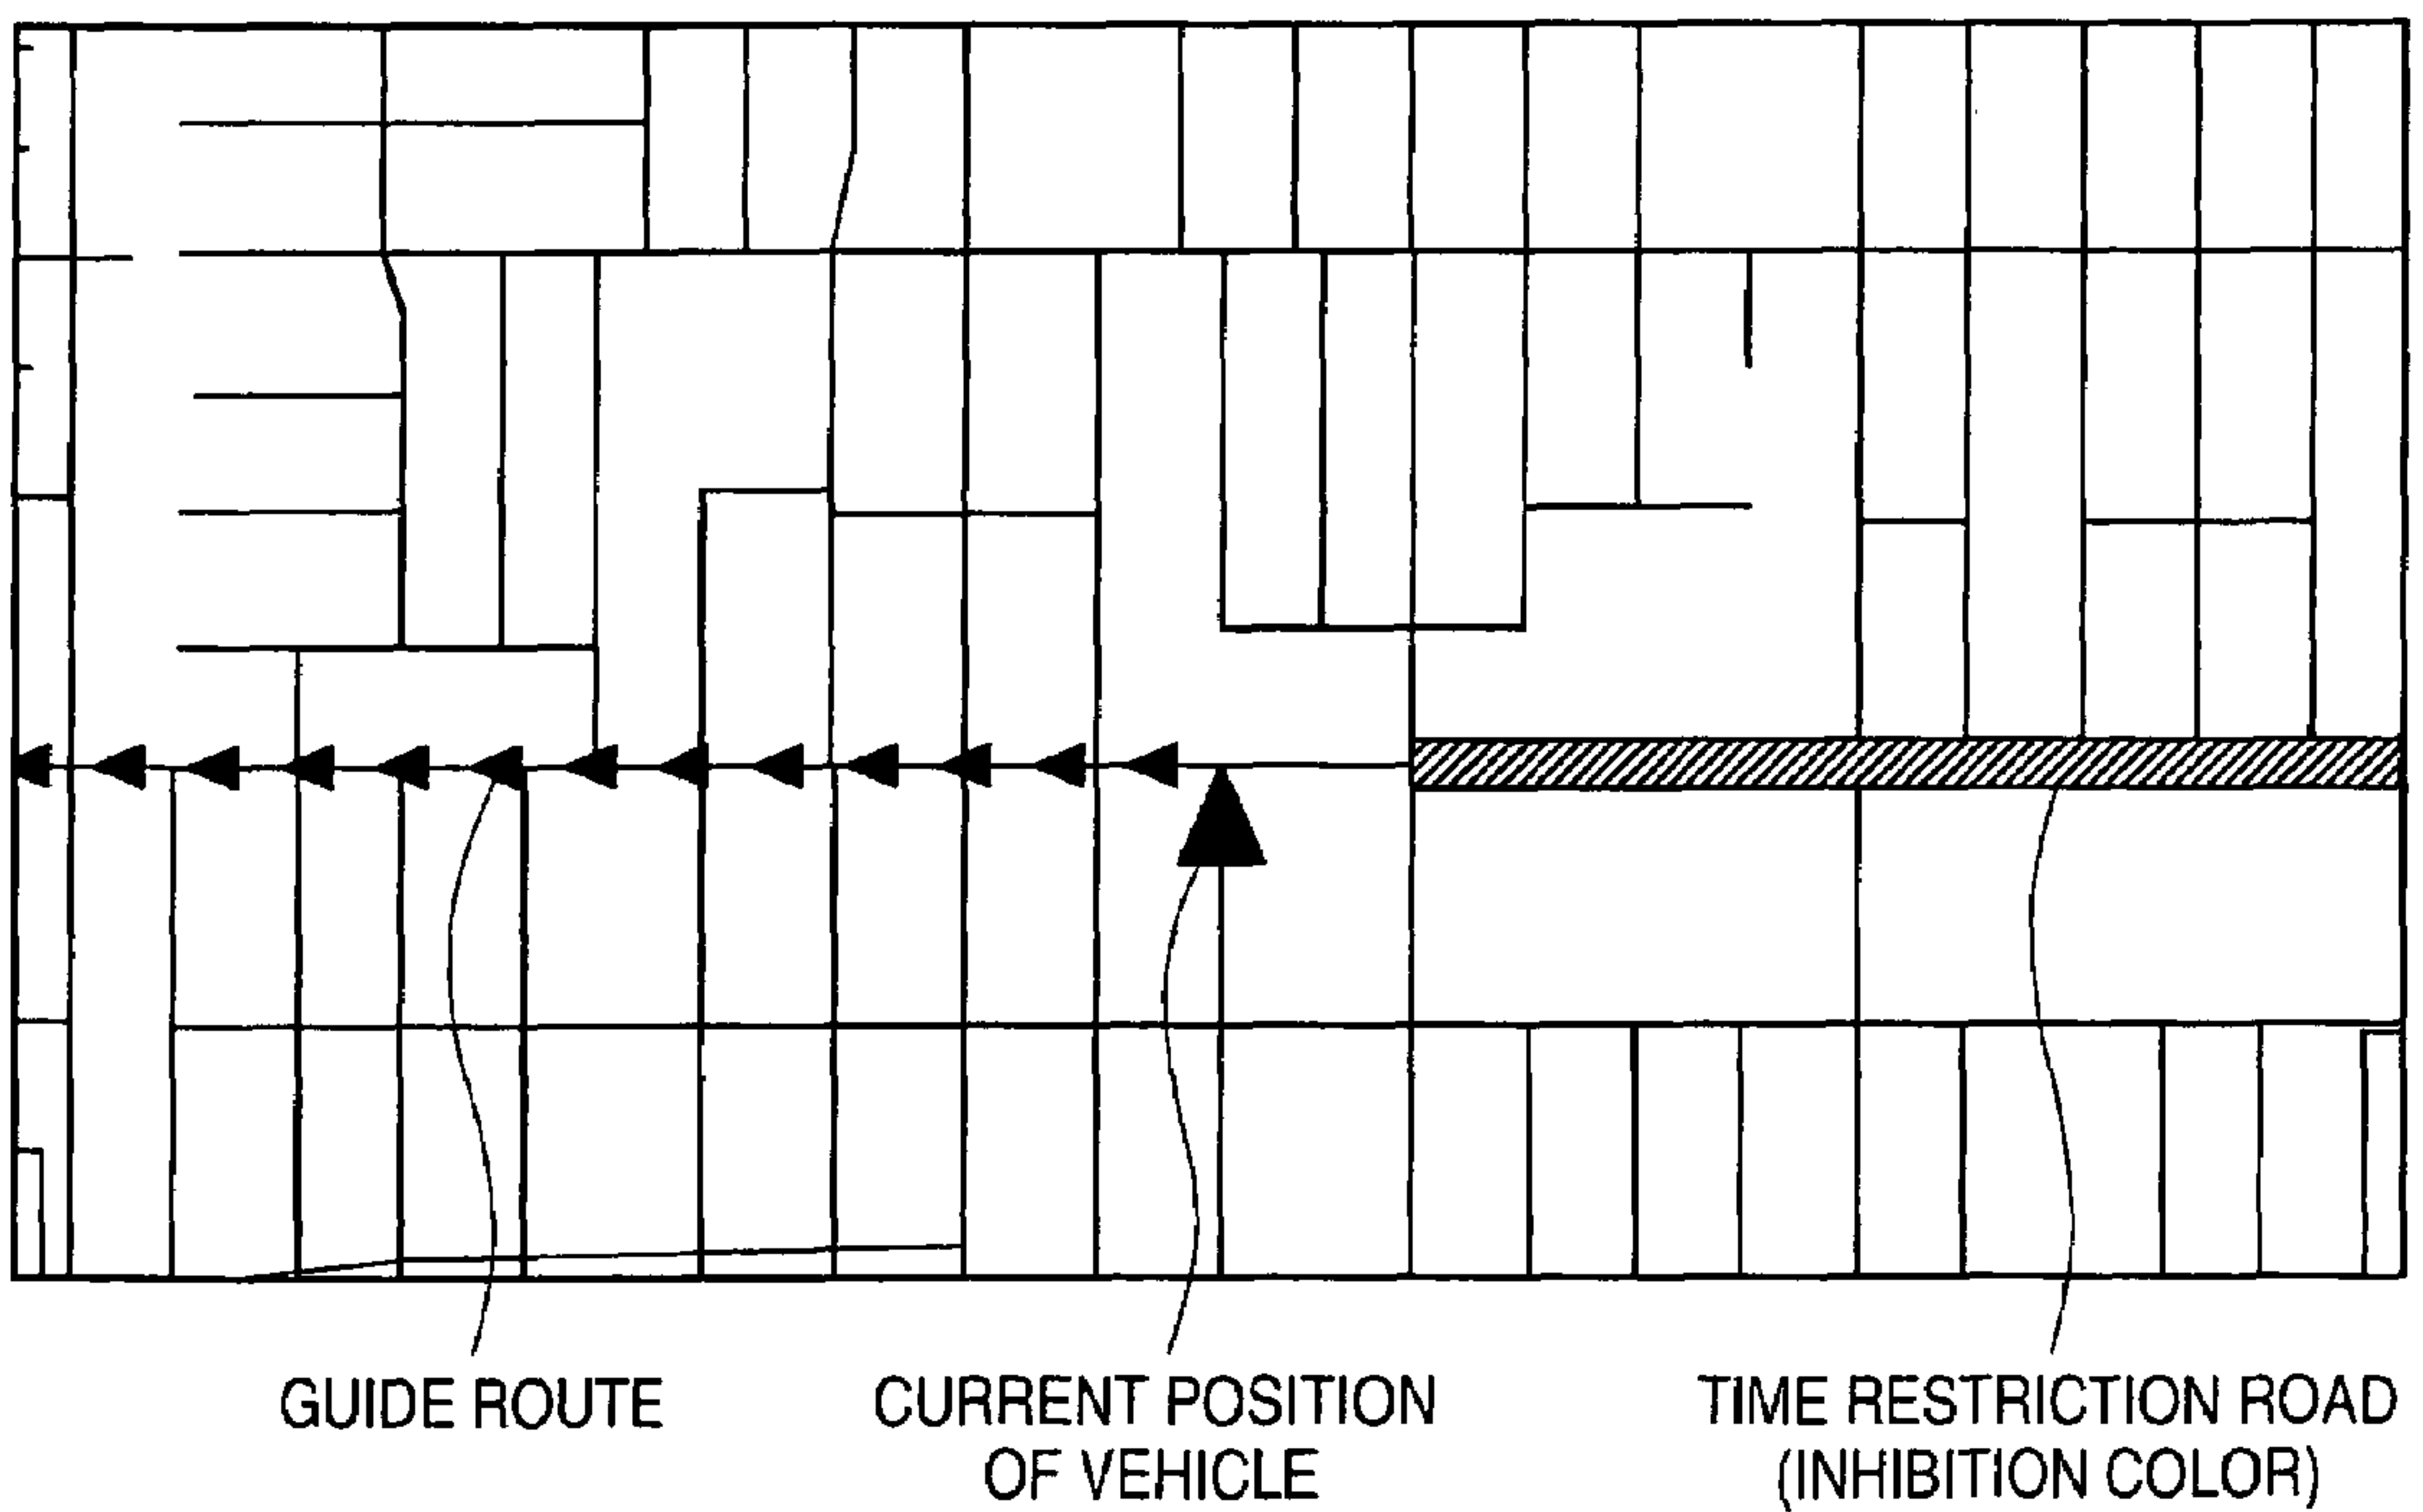 GUIDE ROUTE
CURRENT POSITION
OF VEHICLE
TIME RESTRICTION ROAD
(INHIBITION COLOR)